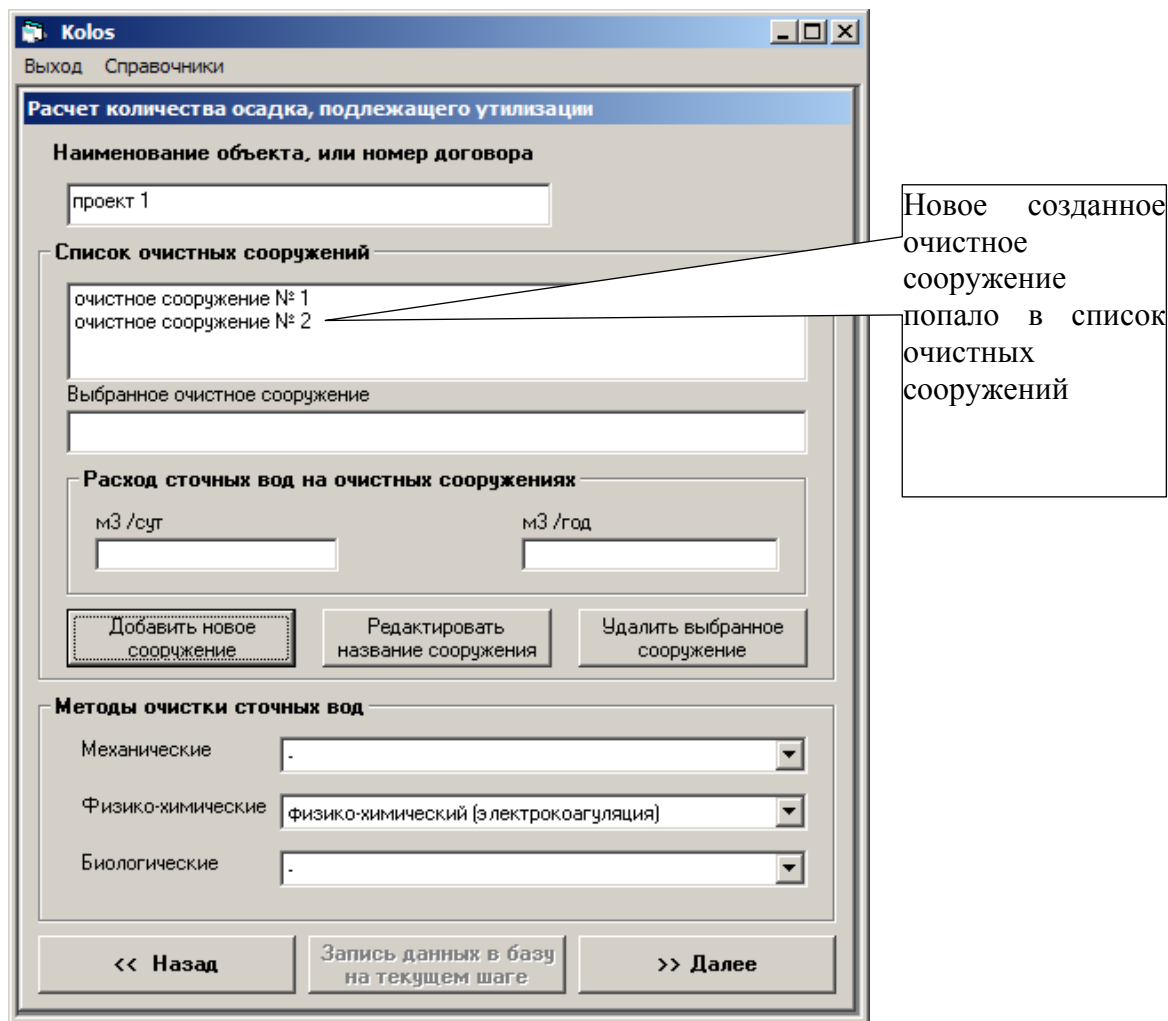 Kolos
Выход Справочники
Расчет количества осадка, подлежащего утилизации
Наименование объекта, или номер договора
проект 1
Список очистных сооружений
очистное сооружение № 1
очистное сооружение № 2
Выбранное очистное сооружение
Расход сточных вод на очистных сооружениях
м3 /сут м3 /год
Добавить новое
сооружение
Редактировать
название сооружения
Удалить выбранное
сооружение
Методы очистки сточных вод
Механические -
Физико-химические физико-химический (электрокоагуляция)
Биологические -
<< Назад
Запись данных в базу
на текущем шаге
>> Далее
Новое созданное
очистное
сооружение
попало в список
очистных
сооружений